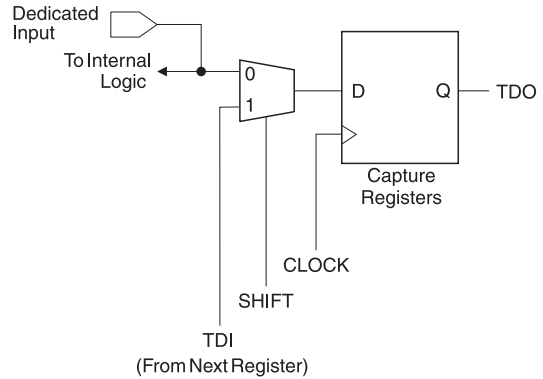 Dedicated
Input
To Internal
Logic
0
1
D
Q
TDO
Capture
Registers
CLOCK
SHIFT
TDI
(From Next Register)